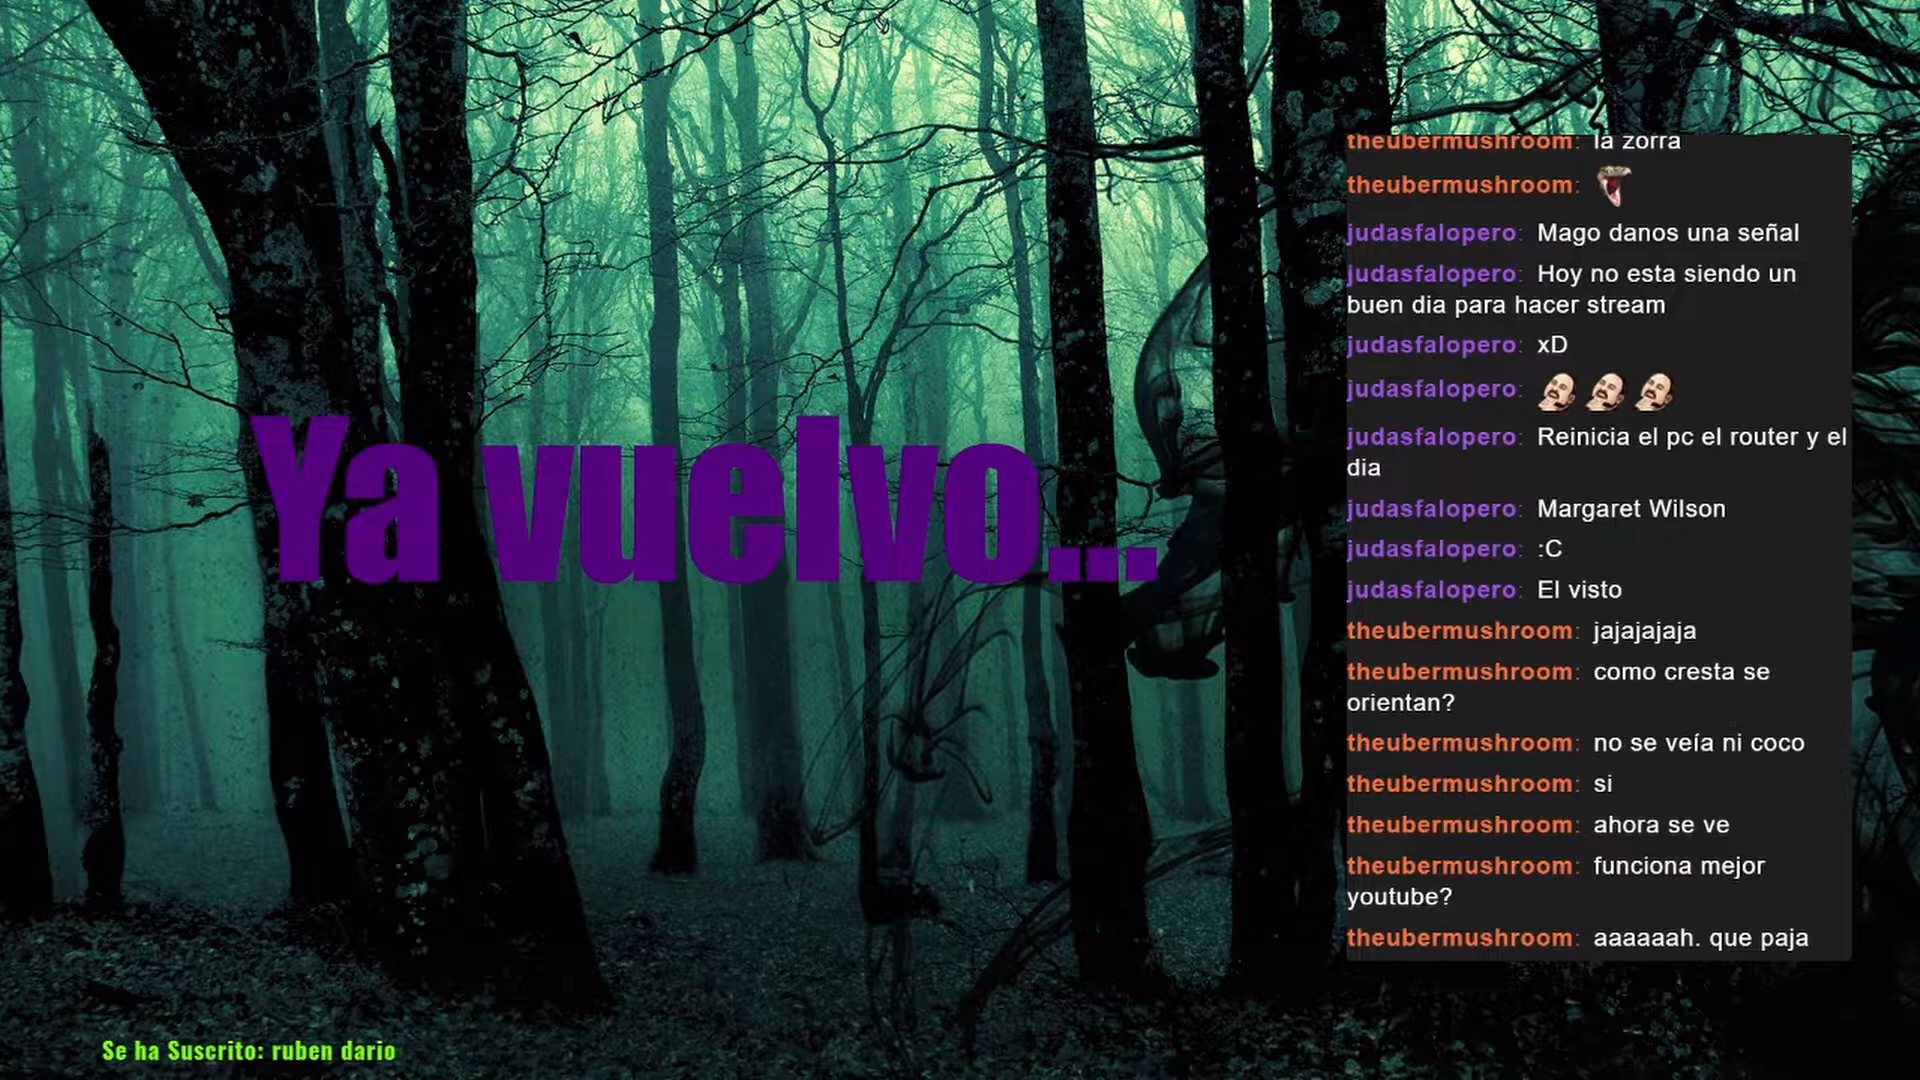 theubermushroom: la zorra
theubermushroom:
judasfalopero: Mago danos una señal
judasfalopero: Hoy no esta siendo un
buen dia para hacer stream
judasfalopero: xD
judasfalopero:
judasfalopero: Reinicia el pc el router y el
dia
judasfalopero: Margaret Wilson
judasfalopero: :C
judasfalopero: El visto
theubermushroom: jajajajaja
theubermushroom: como cresta se
orientan?
theubermushroom: no se veía ni coco
theubermushroom: si
theubermushroom: ahora se ve
theubermushroom: funciona mejor
youtube?
theubermushroom: aaaaaah. que paja
Ya vuelvo...
Se ha Suscrito: ruben dario